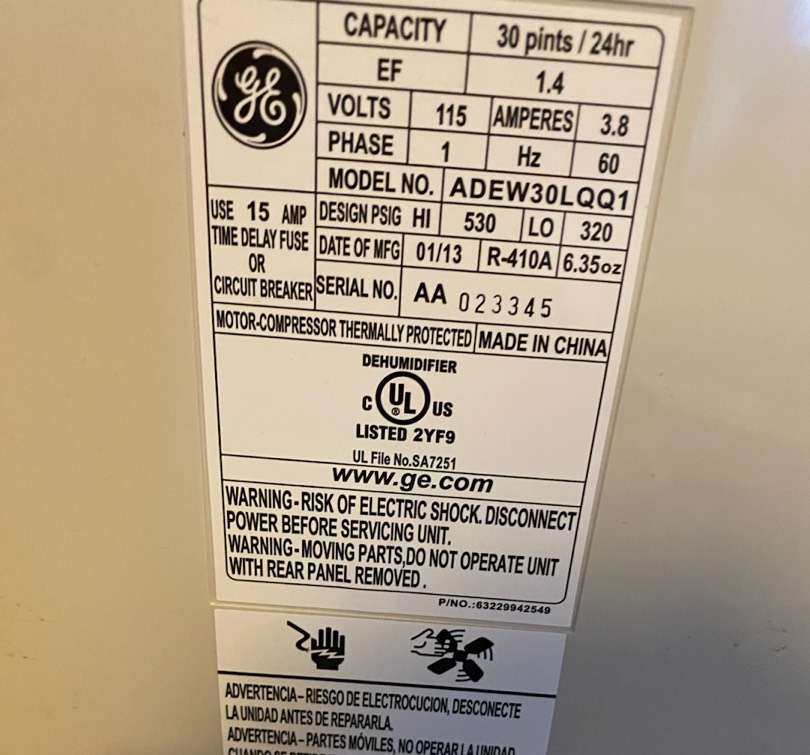 GE
CAPACITY 30 pints / 24hr
EF 1.4
VOLTS 115 AMPERES 3.8
PHASE 1 Hz 60
MODEL NO. ADEW30LQQ1
USE 15 AMP
TIME DELAY FUSE
OR
CIRCUIT BREAKER
DESIGN PSIG HI 530 LO 320
DATE OF MFG 01/13 R-410A 6.35oz
SERIAL NO. AA 023345
MOTOR-COMPRESSOR THERMALLY PROTECTED MADE IN CHINA
DEHUMIDIFIER
C UL ® US
LISTED 2YF9
UL File No.SA7251
www.ge.com
WARNING-RISK OF ELECTRIC SHOCK. DISCONNECT
POWER BEFORE SERVICING UNIT.
WARNING-MOVING PARTS,DO NOT OPERATE UNIT
WITH REAR PANEL REMOVED.
P/NO.:63229942549
ADVERTENCIA-RIESGO DE ELECTROCUCION, DESCONECTE
LA UNIDAD ANTES DE REPARARLA.
ADVERTENCIA-PARTES MÓVILES, NO OPERAR LA UNIDAD